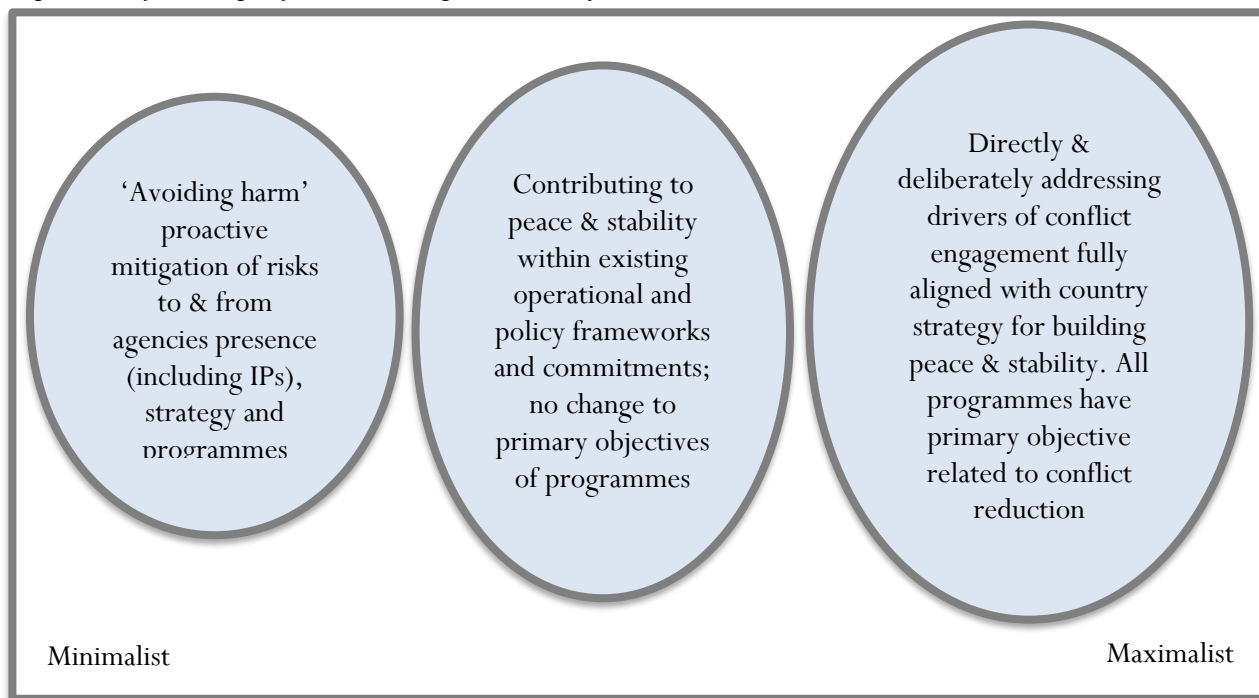 ‘Avoiding harm’
proactive
mitigation of risks
to & from
agencies presence
(including IPs),
strategy and
programmes
Contributing to
peace & stability
within existing
operational and
policy frameworks
and commitments;
no change to
primary objectives
of programmes
Directly &
deliberately addressing
drivers of conflict
engagement fully
aligned with country
strategy for building
peace & stability. All
programmes have
primary objective
related to conflict
reduction
Minimalist
Maximalist